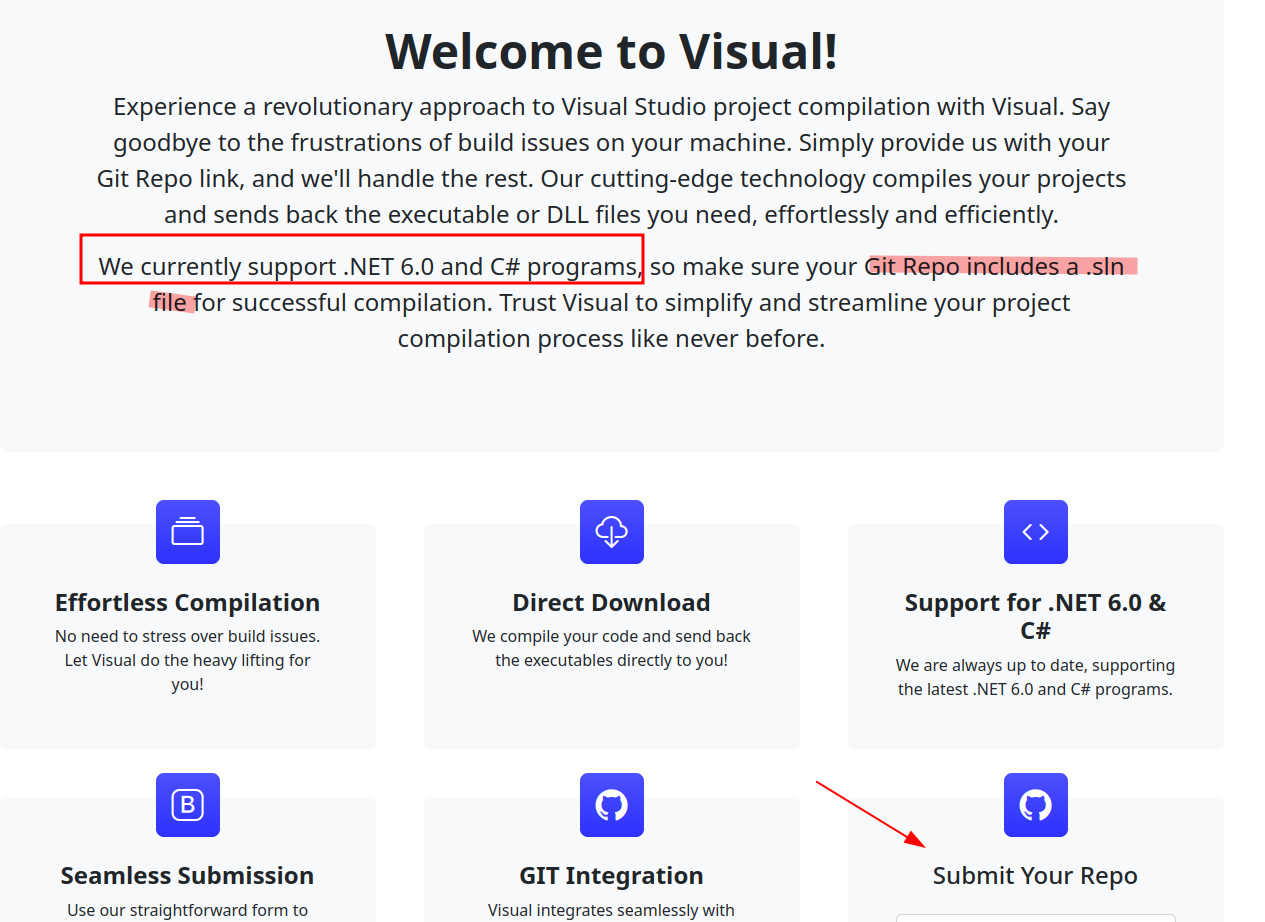 Welcome to Visual!
Experience a revolutionary approach to Visual Studio project compilation with Visual. Say
goodbye to the frustrations of build issues on your machine. Simply provide us with your
Git Repo link, and we'll handle the rest. Our cutting-edge technology compiles your projects
and sends back the executable or DLL files you need, effortlessly and efficiently.
We currently support .NET 6.0 and C# programs, so make sure your Git Repo includes a .sln
file for successful compilation. Trust Visual to simplify and streamline your project
compilation process like never before.
Effortless Compilation
No need to stress over build issues.
Let Visual do the heavy lifting for
you!
Direct Download
We compile your code and send back
the executables directly to you!
Support for .NET 6.0 &
C#
We are always up to date, supporting
the latest .NET 6.0 and C# programs.
B
Seamless Submission
Use our straightforward form to
GIT Integration
Visual integrates seamlessly with
Submit Your Repo